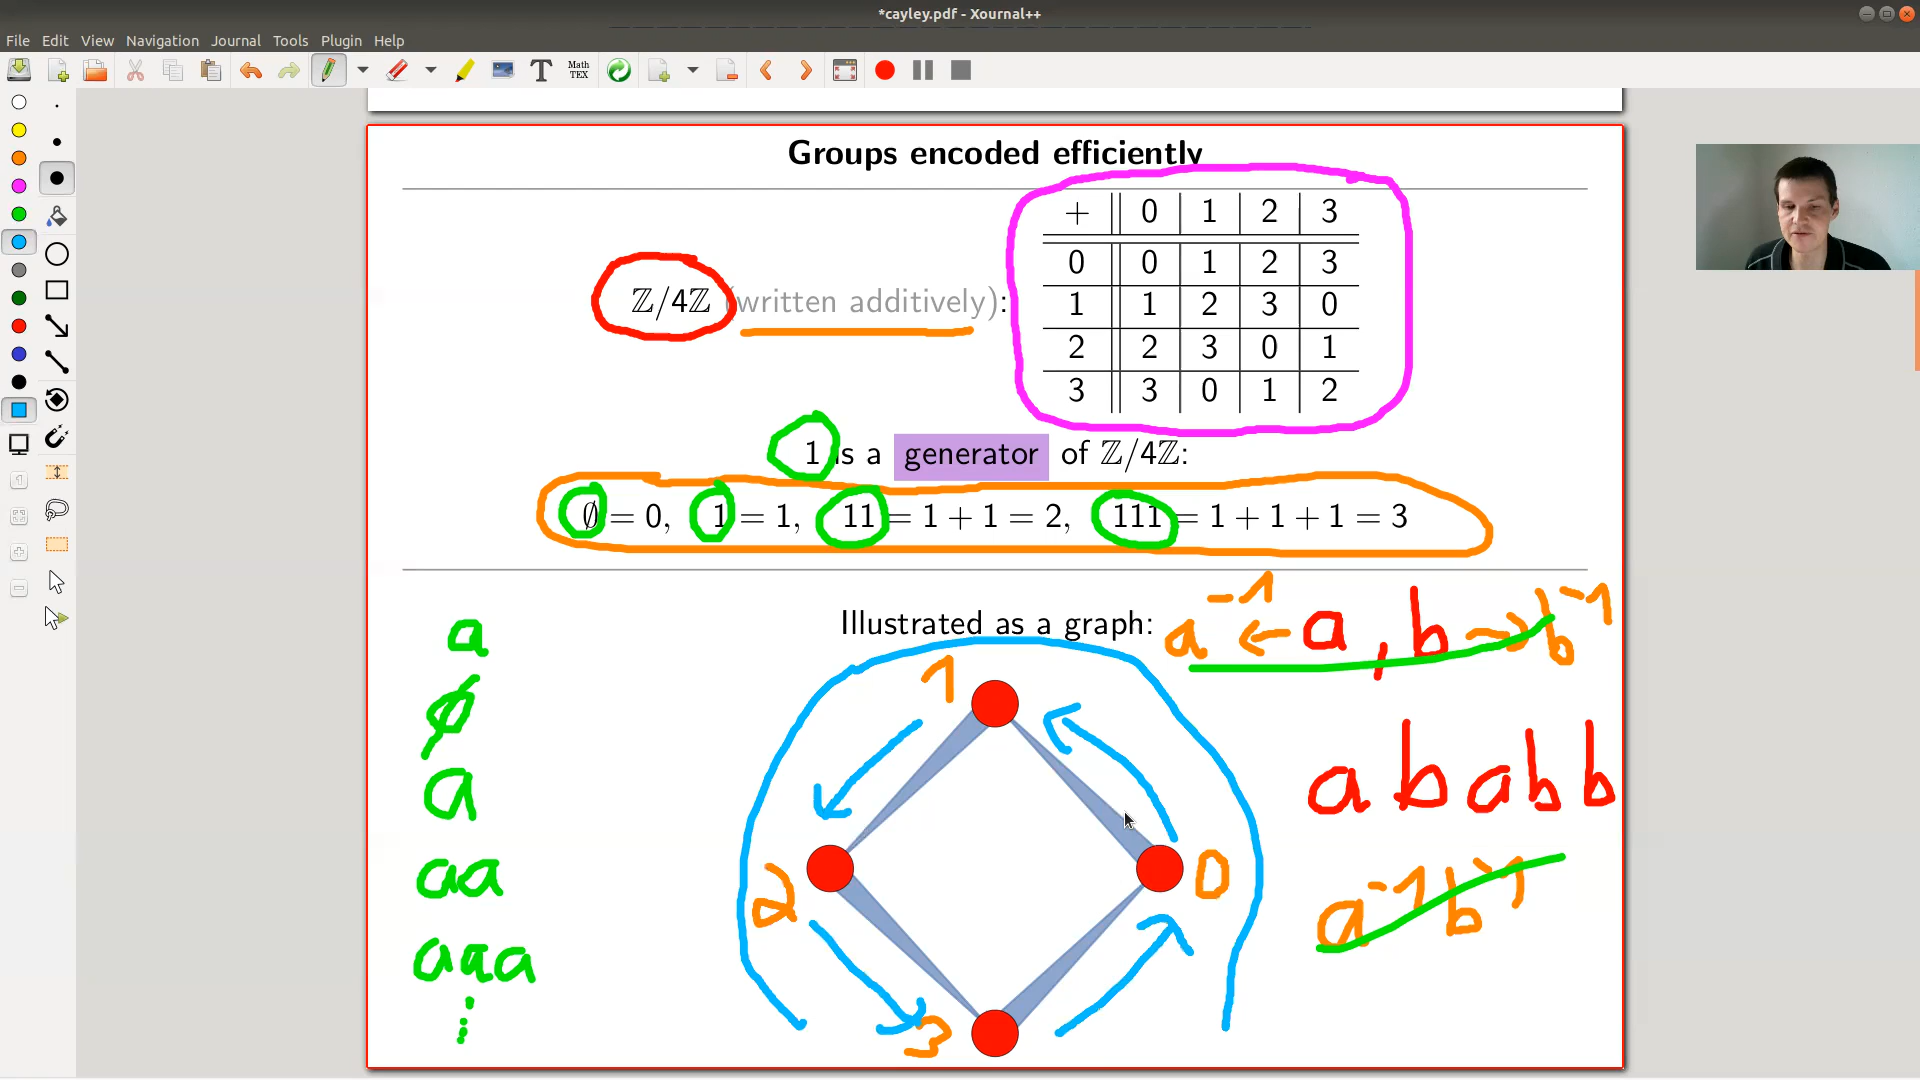 *cayley.pdf - Xournal++
File Edit View Navigation Journal Tools Plugin Help
Math
TEX
Groups encoded efficiently
ℤ/4ℤ (written additively):
+ 0 1 2 3
0 0 1 2 3
1 1 2 3 0
2 2 3 0 1
3 3 0 1 2
1 is a generator of ℤ/4ℤ:
∅ = 0, 1 = 1, 11 = 1 + 1 = 2, 111 = 1 + 1 + 1 = 3
Illustrated as a graph:
a⁻¹ ← a, b → b⁻¹
a
∅
a
aa
aaa
⋮
1
2
0
3
a b a b b
a⁻¹ b⁻¹